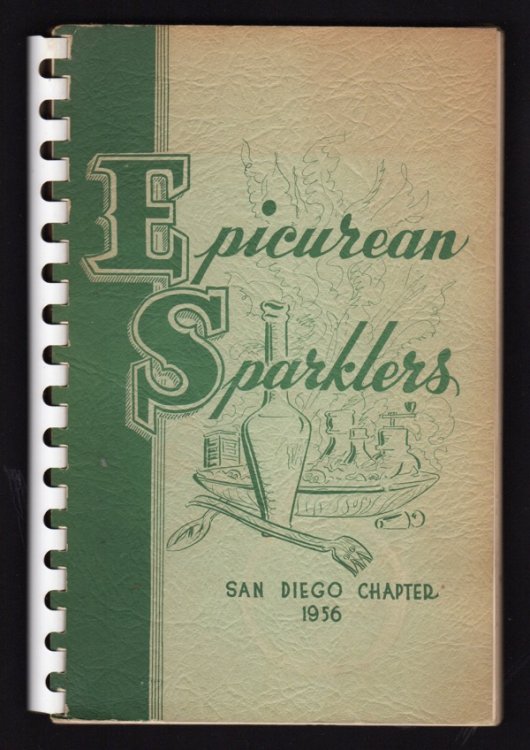 Epicurean
Sparklers
SAN DIEGO CHAPTER
1956